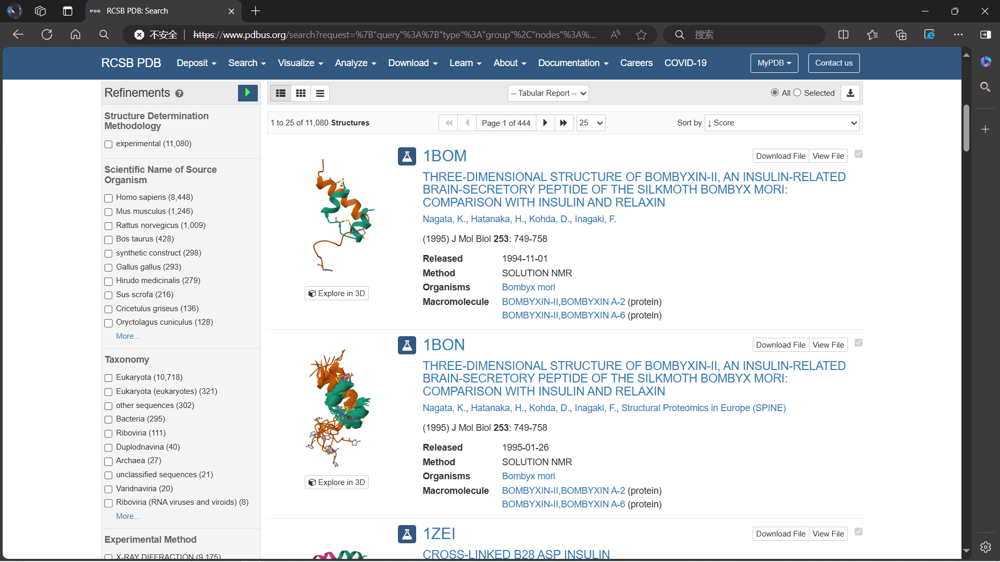 PDB RCSB PDB: Search
不安全 https://www.pdbus.org/search?request=%7B"query"%3A%7B"type"%3A"group"%2C"nodes"%3A%...
搜索
RCSB PDB Deposit Search Visualize Analyze Download Learn About Documentation Careers COVID-19 MyPDB Contact us
Refinements
Structure Determination
Methodology
experimental (11,080)
Scientific Name of Source
Organism
Homo sapiens (8,448)
Mus musculus (1,246)
Rattus norvegicus (1,009)
Bos taurus (428)
synthetic construct (298)
Gallus gallus (293)
Hirudo medicinalis (279)
Sus scrofa (216)
Cricetulus griseus (136)
Oryctolagus cuniculus (128)
More...
Taxonomy
Eukaryota (10,718)
Eukaryota (eukaryotes) (321)
other sequences (302)
Bacteria (295)
Riboviria (111)
Duplodnaviria (40)
Archaea (27)
unclassified sequences (21)
Varidnaviria (20)
Riboviria (RNA viruses and viroids) (8)
More...
Experimental Method
X-RAY DIFFRACTION (9,175)
-- Tabular Report --
All Selected
1 to 25 of 11,080 Structures
Page 1 of 444
25
Sort by ↓ Score
1BOM
Download File View File
THREE-DIMENSIONAL STRUCTURE OF BOMBYXIN-II, AN INSULIN-RELATED
BRAIN-SECRETORY PEPTIDE OF THE SILKMOTH BOMBYX MORI:
COMPARISON WITH INSULIN AND RELAXIN
Nagata, K., Hatanaka, H., Kohda, D., Inagaki, F.
(1995) J Mol Biol 253: 749-758
Released 1994-11-01
Method SOLUTION NMR
Organisms Bombyx mori
Macromolecule BOMBYXIN-II,BOMBYXIN A-2 (protein)
BOMBYXIN-II,BOMBYXIN A-6 (protein)
Explore in 3D
1BON
Download File View File
THREE-DIMENSIONAL STRUCTURE OF BOMBYXIN-II, AN INSULIN-RELATED
BRAIN-SECRETORY PEPTIDE OF THE SILKMOTH BOMBYX MORI:
COMPARISON WITH INSULIN AND RELAXIN
Nagata, K., Hatanaka, H., Kohda, D., Inagaki, F., Structural Proteomics in Europe (SPINE)
(1995) J Mol Biol 253: 749-758
Released 1995-01-26
Method SOLUTION NMR
Organisms Bombyx mori
Macromolecule BOMBYXIN-II,BOMBYXIN A-2 (protein)
BOMBYXIN-II,BOMBYXIN A-6 (protein)
Explore in 3D
1ZEI
Download File View File
CROSS-LINKED B28 ASP INSULIN